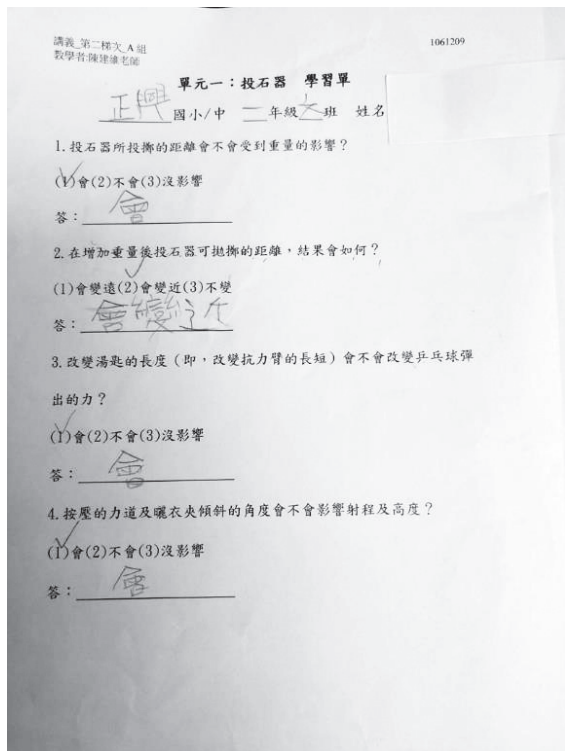 講義_第二梯次_A組
1061209
教學者:陳建維老師
單元一：投石器 學習單
正興國小/中 二年級六班 姓名
1.投石器所投擲的距離會不會受到重量的影響？
(1)會(2)不會(3)沒影響
答：會
2.在增加重量後投石器可拋擲的距離，結果會如何？
(1)會變遠(2)會變近(3)不變
答：會變近
3.改變湯匙的長度（即，改變抗力臂的長短）會不會改變乒乓球彈
出的力？
(1)會(2)不會(3)沒影響
答：會
4.按壓的力道及曬衣夾傾斜的角度會不會影響射程及高度？
(1)會(2)不會(3)沒影響
答：會